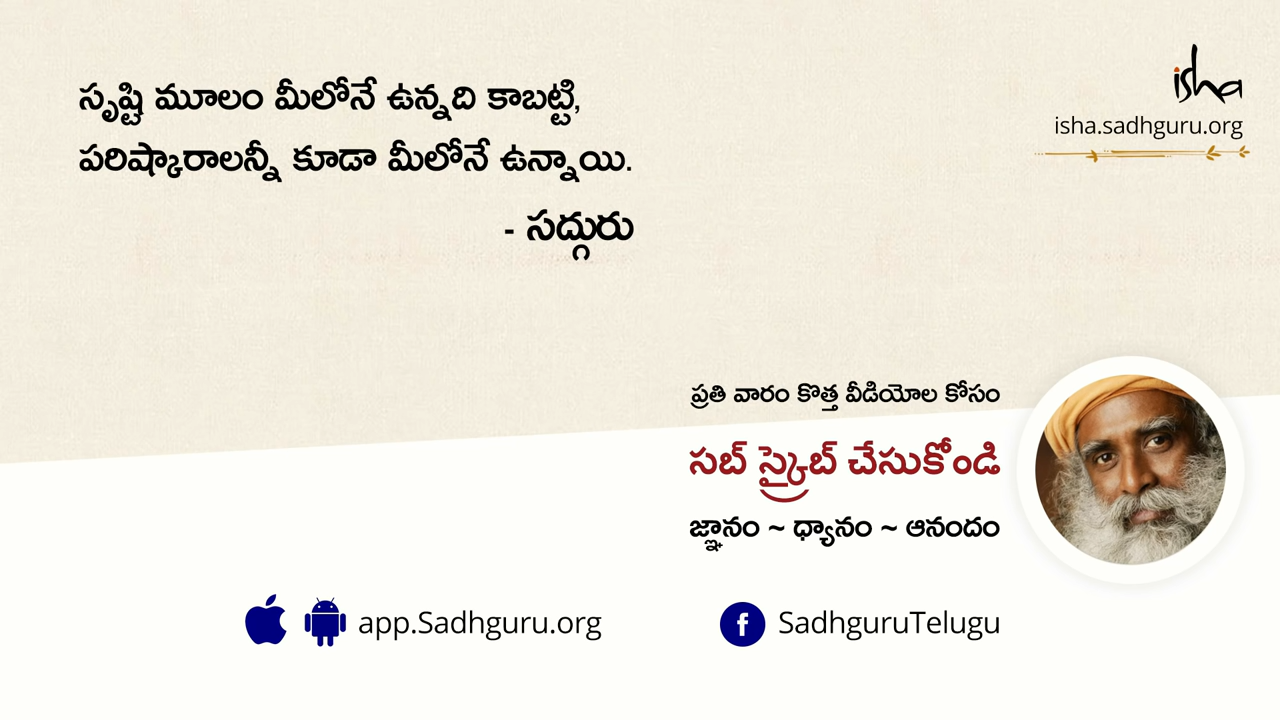 సృష్టి మూలం మీలోనే ఉన్నది కాబట్టి,
పరిష్కారాలన్నీ కూడా మీలోనే ఉన్నాయి.
- సద్గురు
isha
isha.sadhguru.org
ప్రతి వారం కొత్త వీడియోల కోసం
సబ్ స్క్రైబ్ చేసుకోండి
జ్ఞానం ~ ధ్యానం ~ ఆనందం
app.Sadhguru.org
f SadhguruTelugu